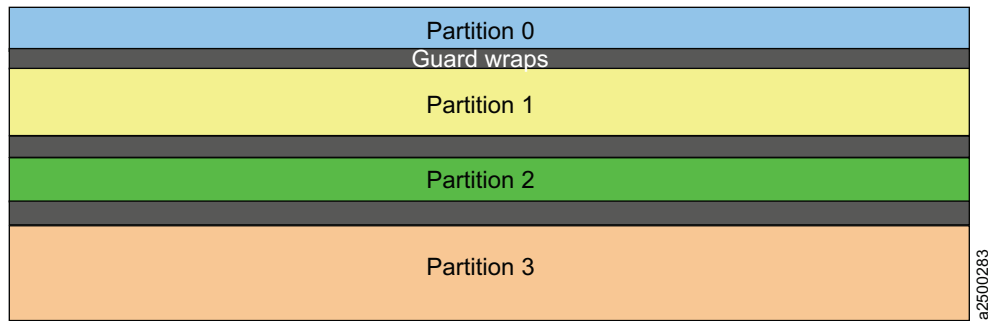 Partition 0
Guard wraps
Partition 1
Partition 2
Partition 3
a2500283